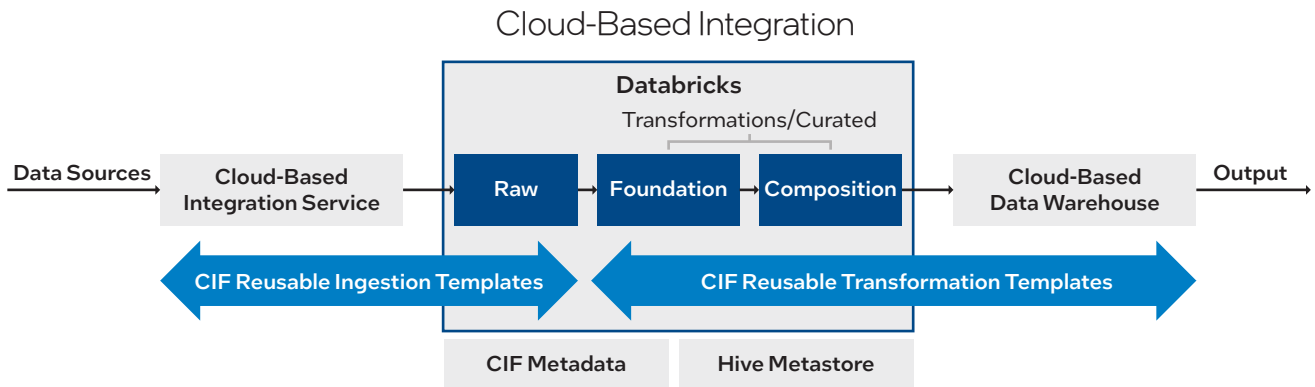 Cloud-Based Integration
Databricks
Transformations/Curated
Data Sources
Cloud-Based
Integration Service
Raw
Foundation
Composition
Cloud-Based
Data Warehouse
Output
CIF Reusable Ingestion Templates
CIF Reusable Transformation Templates
CIF Metadata
Hive Metastore